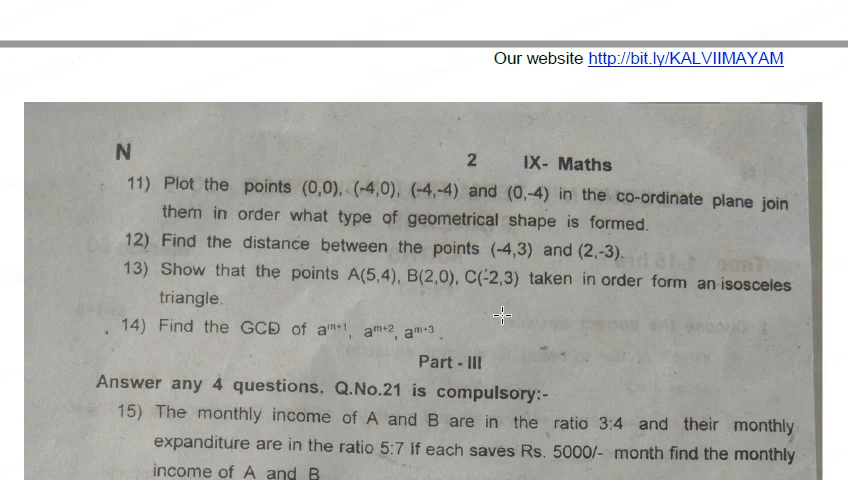 Our website http://bit.ly/KALVIIMAYAM
N 2 IX- Maths
11) Plot the points (0,0), (-4,0), (-4,-4) and (0,-4) in the co-ordinate plane join
them in order what type of geometrical shape is formed.
12) Find the distance between the points (-4,3) and (2,-3).
13) Show that the points A(5,4), B(2,0), C(-2,3) taken in order form an isosceles
triangle.
14) Find the GCD of aᵐ⁺¹, aᵐ⁺², aᵐ⁺³.
Part - III
Answer any 4 questions. Q.No.21 is compulsory:-
15) The monthly income of A and B are in the ratio 3:4 and their monthly
expanditure are in the ratio 5:7 If each saves Rs. 5000/- month find the monthly
income of A and B